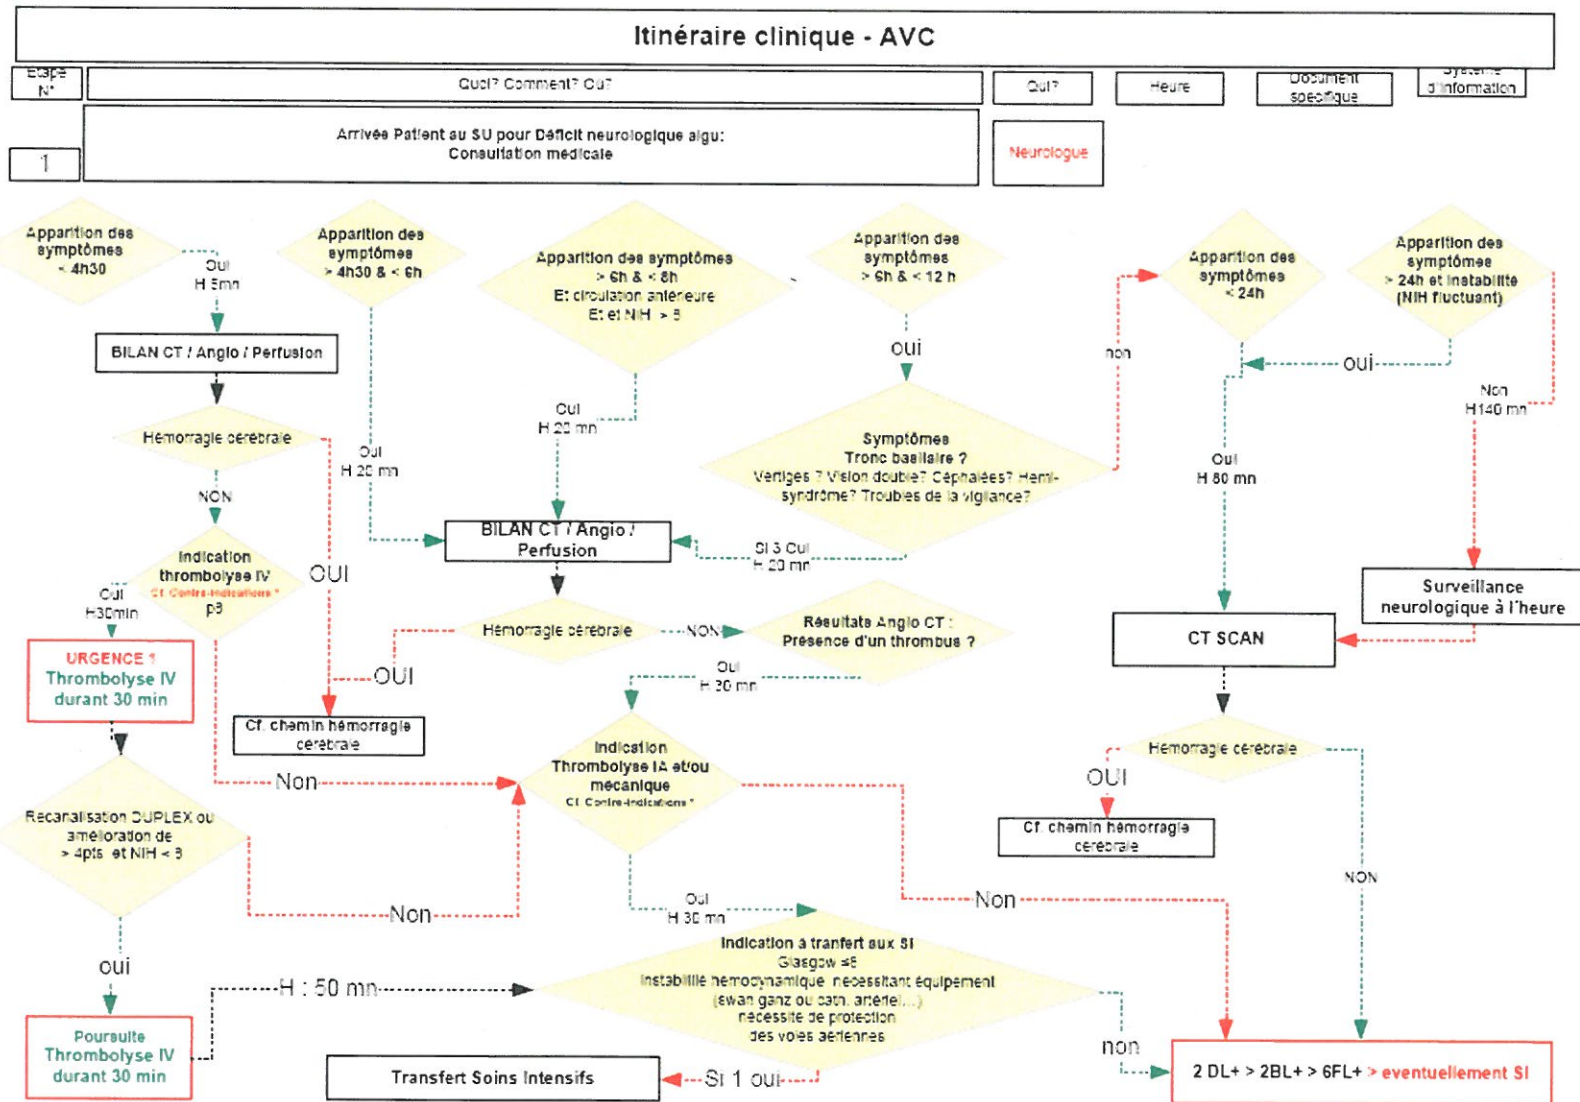 Itinéraire clinique - AVC
Etape
N°
Quoi? Comment? Où?
Qui?
Heure
Document
spécifique
Système
d'information
1
Arrivée Patient au SU pour Déficit neurologique aigu:
Consultation médicale
Neurologue
Apparition des
symptômes
< 4h30
Oui
H 5mn
Apparition des
symptômes
> 4h30 & < 6h
Apparition des symptômes
> 6h & < 8h
Et circulation antérieure
Et et NIH > 8
Apparition des
symptômes
> 6h & < 12 h
Apparition des
symptômes
< 24h
Apparition des
symptômes
> 24h et instabilité
(NIH fluctuant)
BILAN CT / Angio / Perfusion
oui
non
oui
Non
H140 mn
Hémorragie cérébrale
Oui
H 20 mn
Oui
H 20 mn
Symptômes
Tronc basilaire ?
Vertiges ? Vision double? Céphalées? Hémi-
syndrôme? Troubles de la vigilance?
Oui
H 80 mn
NON
BILAN CT / Angio /
Perfusion
Si 3 Oui
H 20 mn
Indication
thrombolyse IV
Cf. Contre-indications *
OUI
Oui
H30min
Surveillance
neurologique à l'heure
Hémorragie cérébrale
NON
Résultats Angio CT :
Présence d'un thrombus ?
CT SCAN
URGENCE 1
Thrombolyse IV
durant 30 min
OUI
Oui
H 30 mn
Cf. chemin hémorragie
cérébrale
Indication
Thrombolyse IA et/ou
mécanique
Cf. Contre-indications *
Hémorragie cérébrale
Non
OUI
Recanalisation DUPLEX ou
amélioration de
> 4pts et NIH < 8
Cf. chemin hémorragie
cérébrale
NON
Non
Oui
H 30 mn
Non
oui
Indication à tranfert aux SI
Glasgow ≤8
Instabilité hémodynamique nécessitant équipement
(swan ganz ou cath. artériel...)
nécessité de protection
des voies aériennes
H : 50 mn
Poursuite
Thrombolyse IV
durant 30 min
non
Transfert Soins Intensifs
Si 1 oui
2 DL+ > 2BL+ > 6FL+ > eventuellement SI